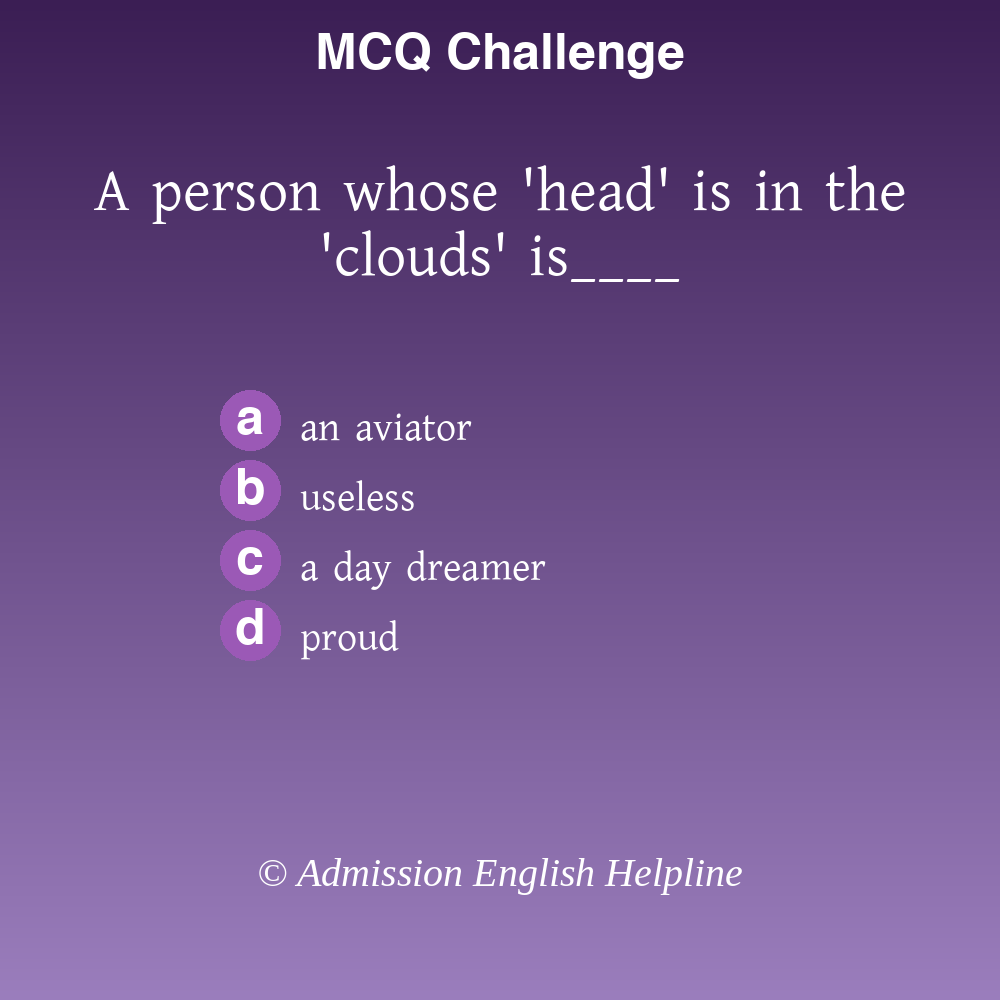 MCQ Challenge
A person whose 'head' is in the
'clouds' is____
a an aviator
b useless
c a day dreamer
d proud
© Admission English Helpline